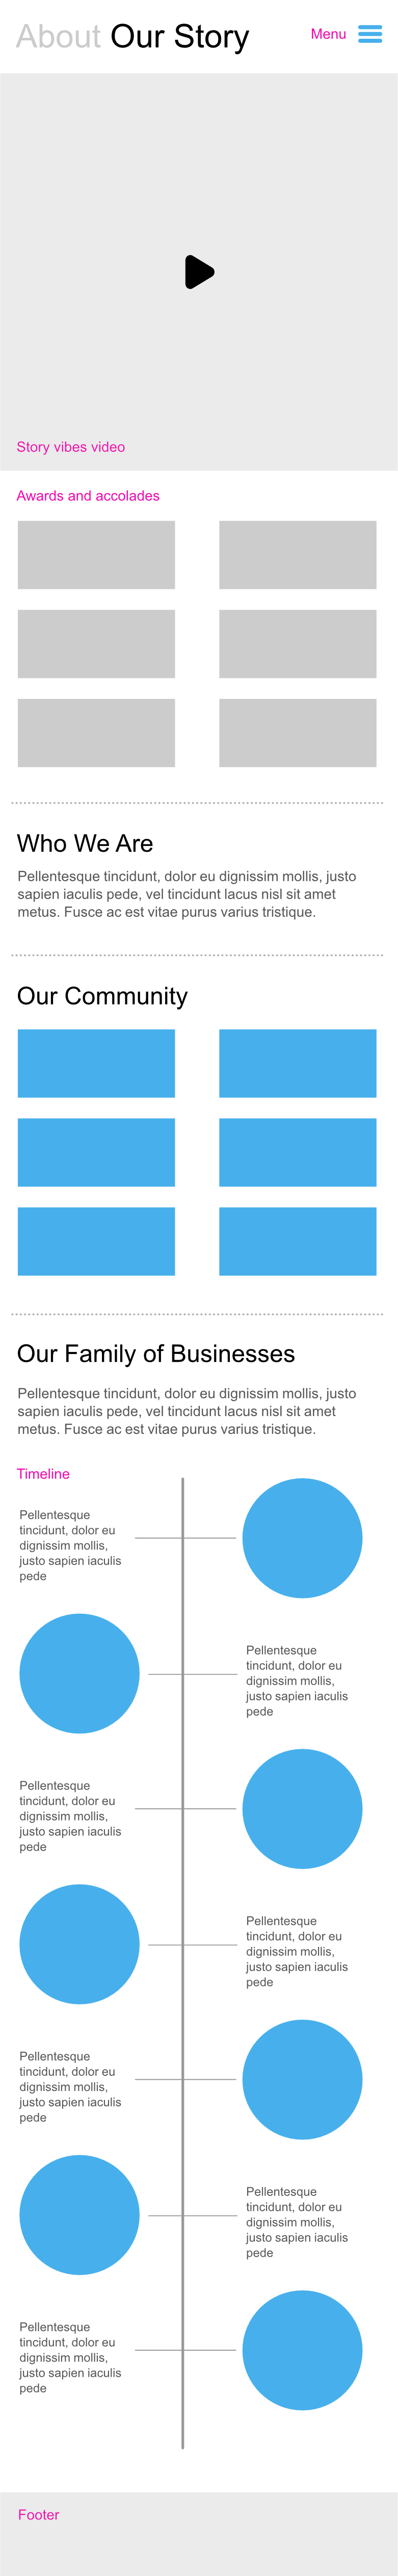 About Our Story
Menu
Story vibes video
Awards and accolades
Who We Are
Pellentesque tincidunt, dolor eu dignissim mollis, justo
sapien iaculis pede, vel tincidunt lacus nisl sit amet
metus. Fusce ac est vitae purus varius tristique.
Our Community
Our Family of Businesses
Pellentesque tincidunt, dolor eu dignissim mollis, justo
sapien iaculis pede, vel tincidunt lacus nisl sit amet
metus. Fusce ac est vitae purus varius tristique.
Timeline
Pellentesque
tincidunt, dolor eu
dignissim mollis,
justo sapien iaculis
pede
Pellentesque
tincidunt, dolor eu
dignissim mollis,
justo sapien iaculis
pede
Pellentesque
tincidunt, dolor eu
dignissim mollis,
justo sapien iaculis
pede
Pellentesque
tincidunt, dolor eu
dignissim mollis,
justo sapien iaculis
pede
Pellentesque
tincidunt, dolor eu
dignissim mollis,
justo sapien iaculis
pede
Pellentesque
tincidunt, dolor eu
dignissim mollis,
justo sapien iaculis
pede
Pellentesque
tincidunt, dolor eu
dignissim mollis,
justo sapien iaculis
pede
Footer